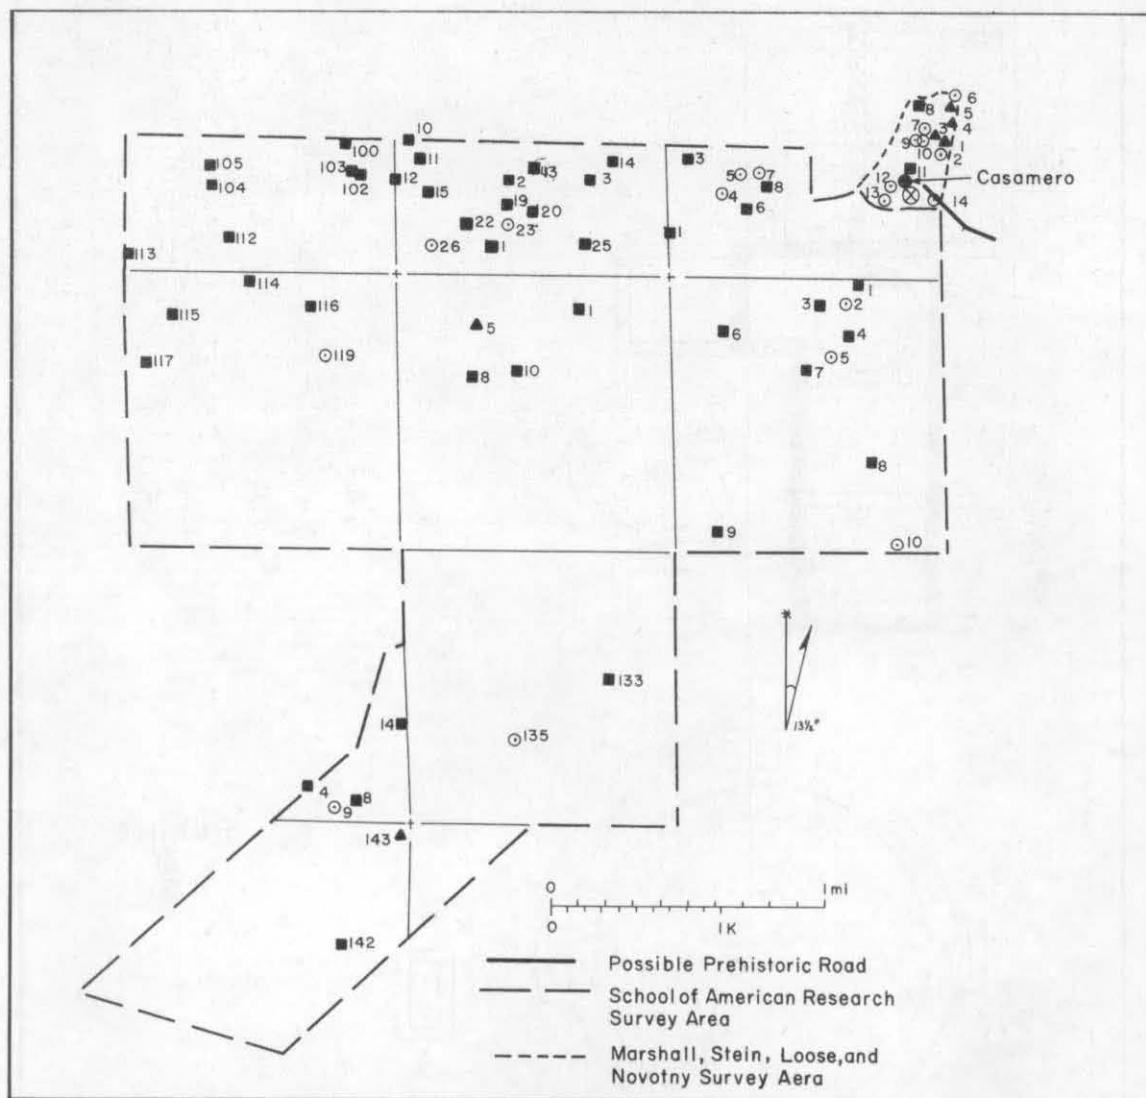 6
8
5
7 3 4
9 1
10 2
11
12 Casamero
13 14
10
100
11
14 3
105 103 102 12
13
104 15 2 3
5 7
4 8
19 20
6
22 23
112 26 1 25 1
113
114
1
115 116 1 3 2
5 6 4
119 5
117 8 10 7
8
9
10
133
14
135
13½°
4 8
9
143
0 1 mi
0 1 K
142
Possible Prehistoric Road
School of American Research
Survey Area
Marshall, Stein, Loose, and
Novotny Survey Aera